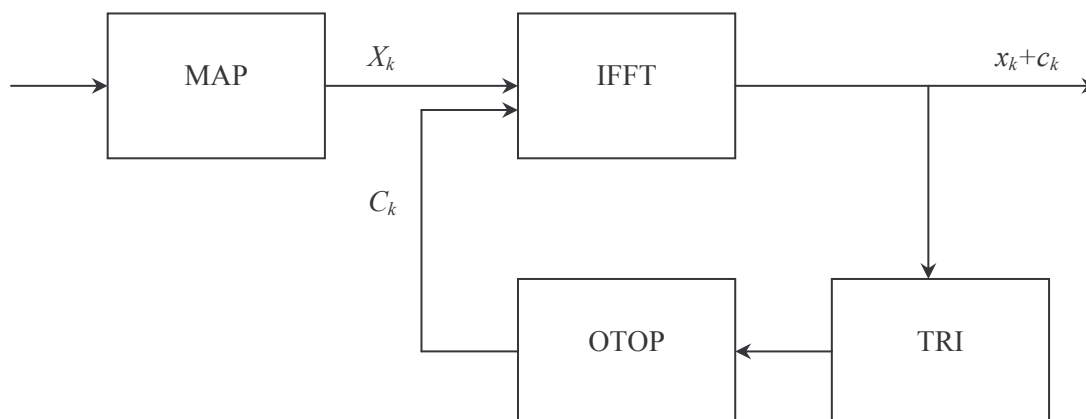 MAP
X_k
IFFT
x_k+c_k
C_k
OTOP
TRI